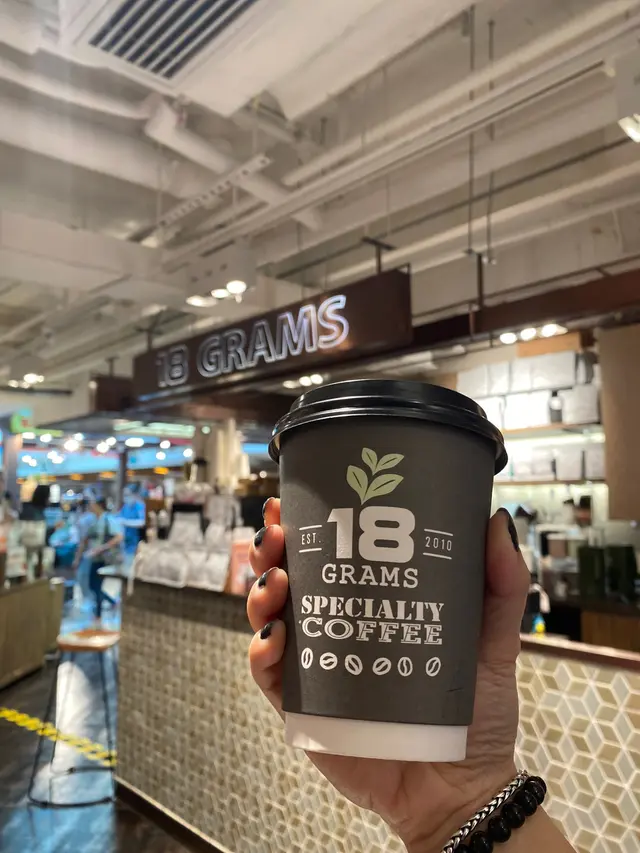 18 GRAMS
EST. 18 2010
GRAMS
SPECIALTY
COFFEE